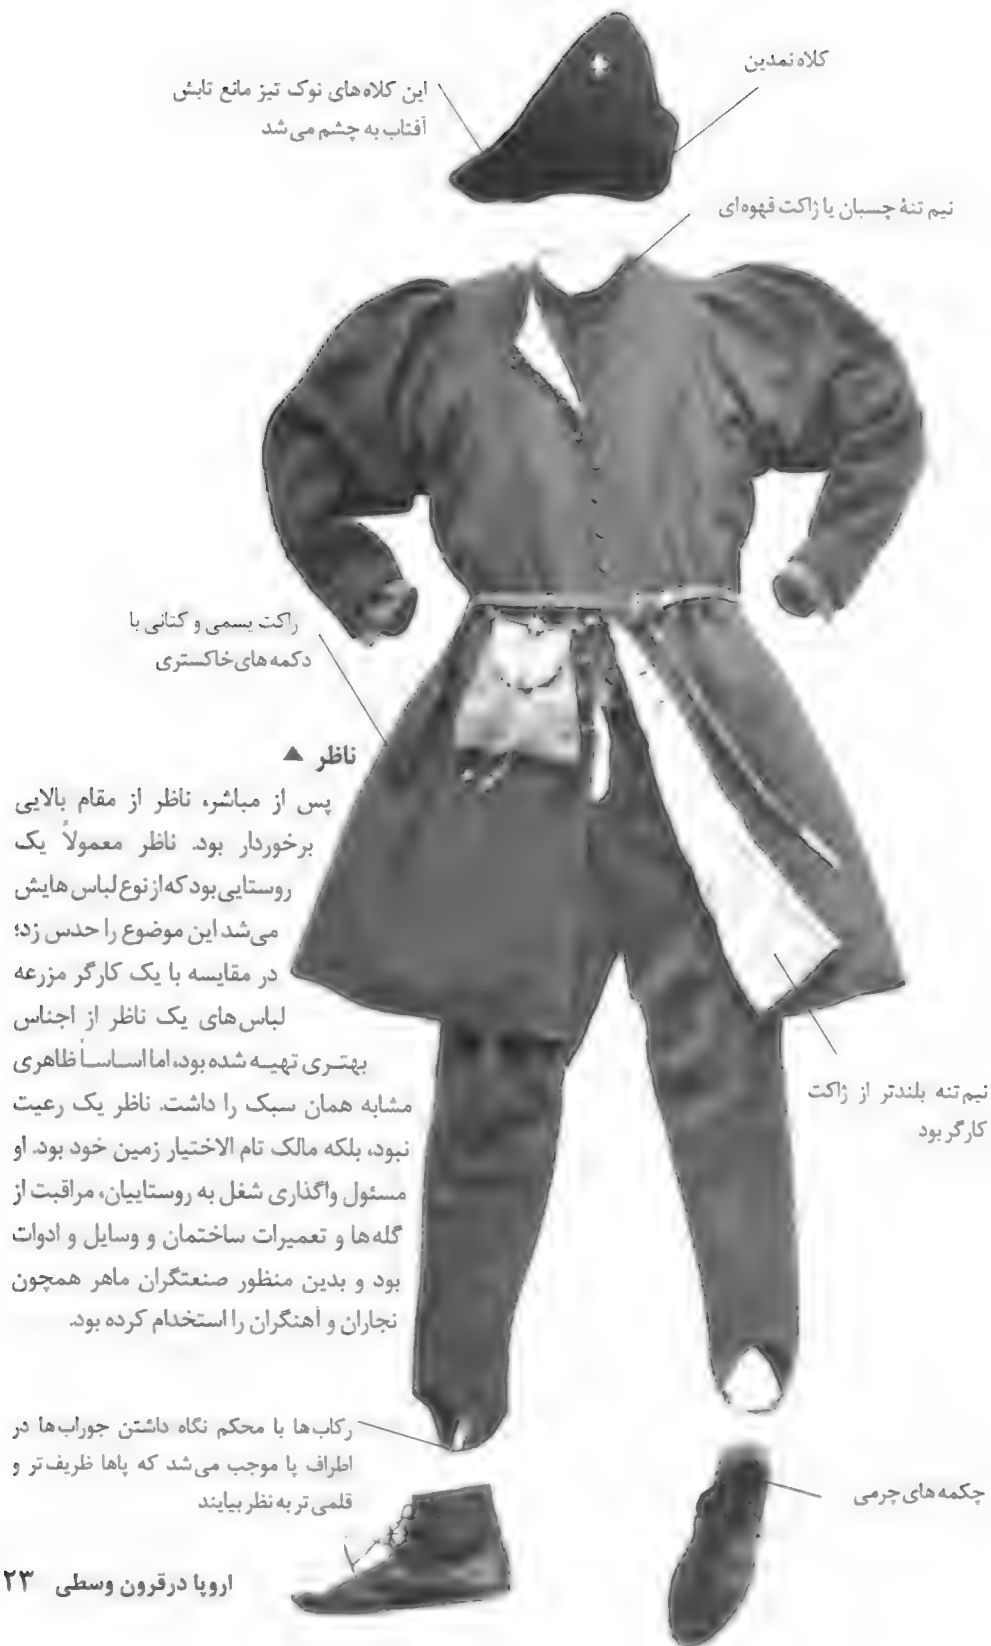 کلاه نمدین
این کلاه‌های نوک تیز مانع تابش
آفتاب به چشم می‌شد
نیم تنهٔ چسبان یا ژاکت قهوه‌ای
راکت پسمی و کتانی با
دکمه‌های خاکستری
ناظر ▲
پس از مباشر، ناظر از مقام بالایی
برخوردار بود. ناظر معمولاً یک
روستایی بود که از نوع لباس هایش
می‌شد این موضوع را حدس زد؛
در مقایسه با یک کارگر مزرعه
لباس‌های یک ناظر از اجناس
بهتری تهیه شده بود، اما اساساً ظاهری
مشابه همان سبک را داشت. ناظر یک رعیت
نبود، بلکه مالک تام الاختیار زمین خود بود. او
مسئول واگذاری شغل به روستاییان، مراقبت از
گله‌ها و تعمیرات ساختمان و وسایل و ادوات
بود و بدین منظور صنعتگران ماهر همچون
نجاران و آهنگران را استخدام کرده بود.
نیم تنه بلندتر از ژاکت
کارگر بود
رکاب‌ها با محکم نگاه داشتن جوراب‌ها در
اطراف پا موجب می‌شد که پاها ظریف‌تر و
قلمی‌تر به نظر بیایند
چکمه‌های چرمی
اروپا در قرون وسطی ۲۳